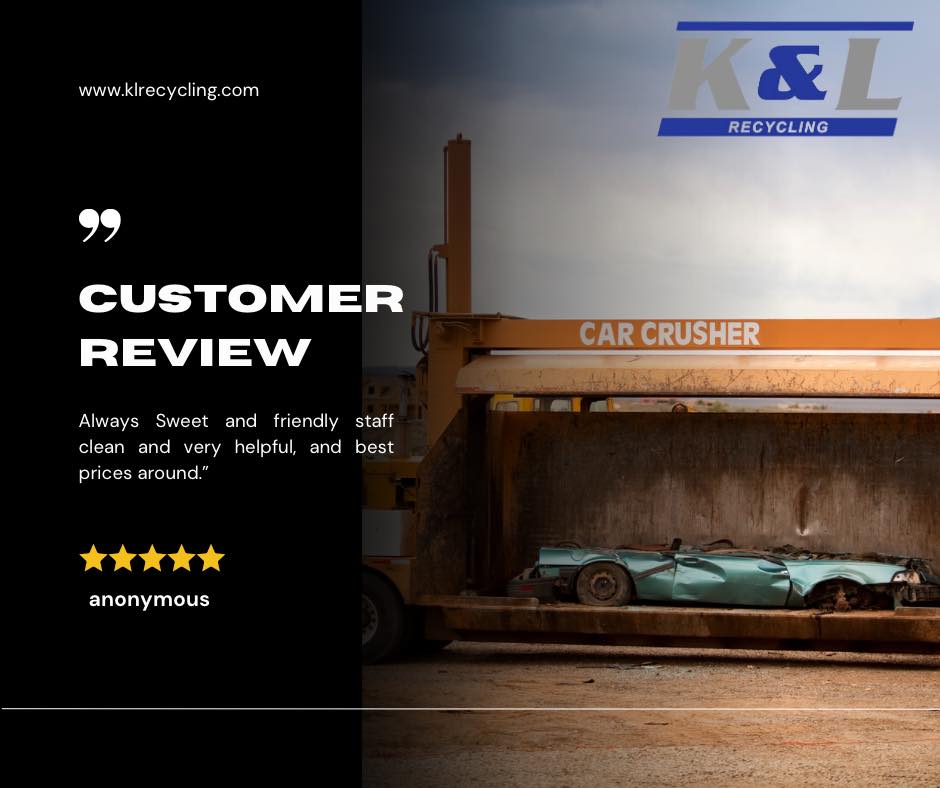 www.klrecycling.com
K & L
RECYCLING
”
CUSTOMER
REVIEW
CAR CRUSHER
Always Sweet and friendly staff
clean and very helpful, and best
prices around.”
anonymous